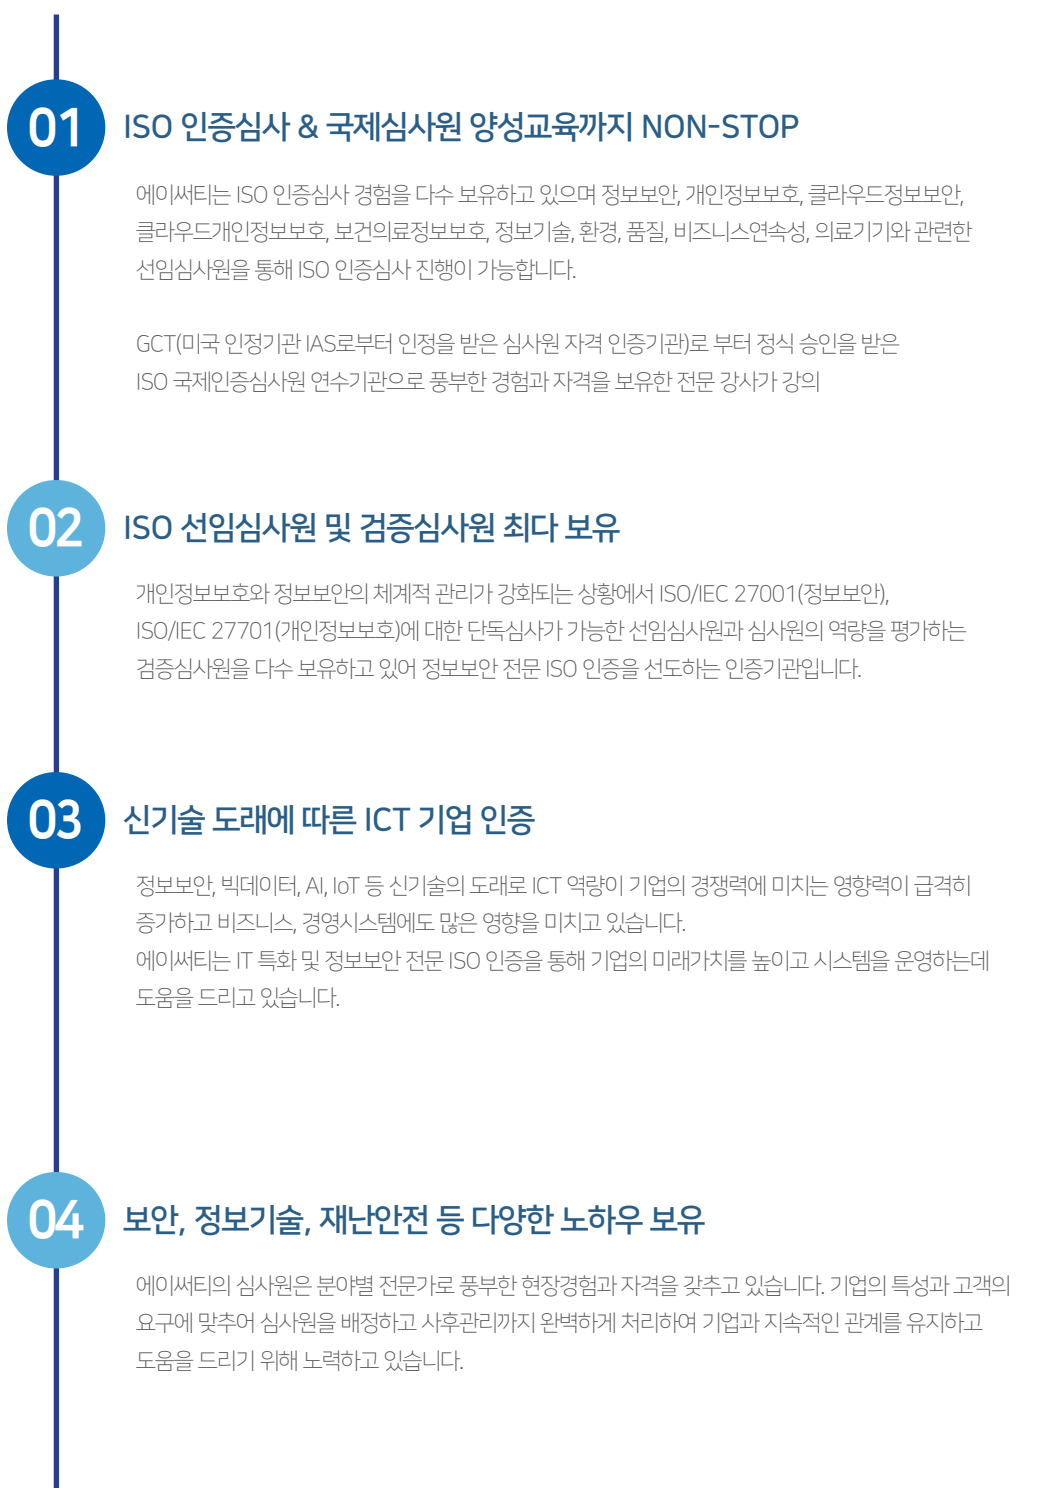 01
ISO 인증심사 & 국제심사원 양성교육까지 NON-STOP
에이써티는 ISO 인증심사 경험을 다수 보유하고 있으며 정보보안, 개인정보보호, 클라우드정보보안,
클라우드개인정보보호, 보건의료정보보호, 정보기술, 환경, 품질, 비즈니스연속성, 의료기기와 관련한
선임심사원을 통해 ISO 인증심사 진행이 가능합니다.
GCT(미국 인정기관 IAS로부터 인정을 받은 심사원 자격 인증기관)로 부터 정식 승인을 받은
ISO 국제인증심사원 연수기관으로 풍부한 경험과 자격을 보유한 전문 강사가 강의
02
ISO 선임심사원 및 검증심사원 최다 보유
개인정보보호와 정보보안의 체계적 관리가 강화되는 상황에서 ISO/IEC 27001(정보보안),
ISO/IEC 27701(개인정보보호)에 대한 단독심사가 가능한 선임심사원과 심사원의 역량을 평가하는
검증심사원을 다수 보유하고 있어 정보보안 전문 ISO 인증을 선도하는 인증기관입니다.
03
신기술 도래에 따른 ICT 기업 인증
정보보안, 빅데이터, AI, IoT 등 신기술의 도래로 ICT 역량이 기업의 경쟁력에 미치는 영향력이 급격히
증가하고 비즈니스, 경영시스템에도 많은 영향을 미치고 있습니다.
에이써티는 IT 특화 및 정보보안 전문 ISO 인증을 통해 기업의 미래가치를 높이고 시스템을 운영하는데
도움을 드리고 있습니다.
04
보안, 정보기술, 재난안전 등 다양한 노하우 보유
에이써티의 심사원은 분야별 전문가로 풍부한 현장경험과 자격을 갖추고 있습니다. 기업의 특성과 고객의
요구에 맞추어 심사원을 배정하고 사후관리까지 완벽하게 처리하여 기업과 지속적인 관계를 유지하고
도움을 드리기 위해 노력하고 있습니다.